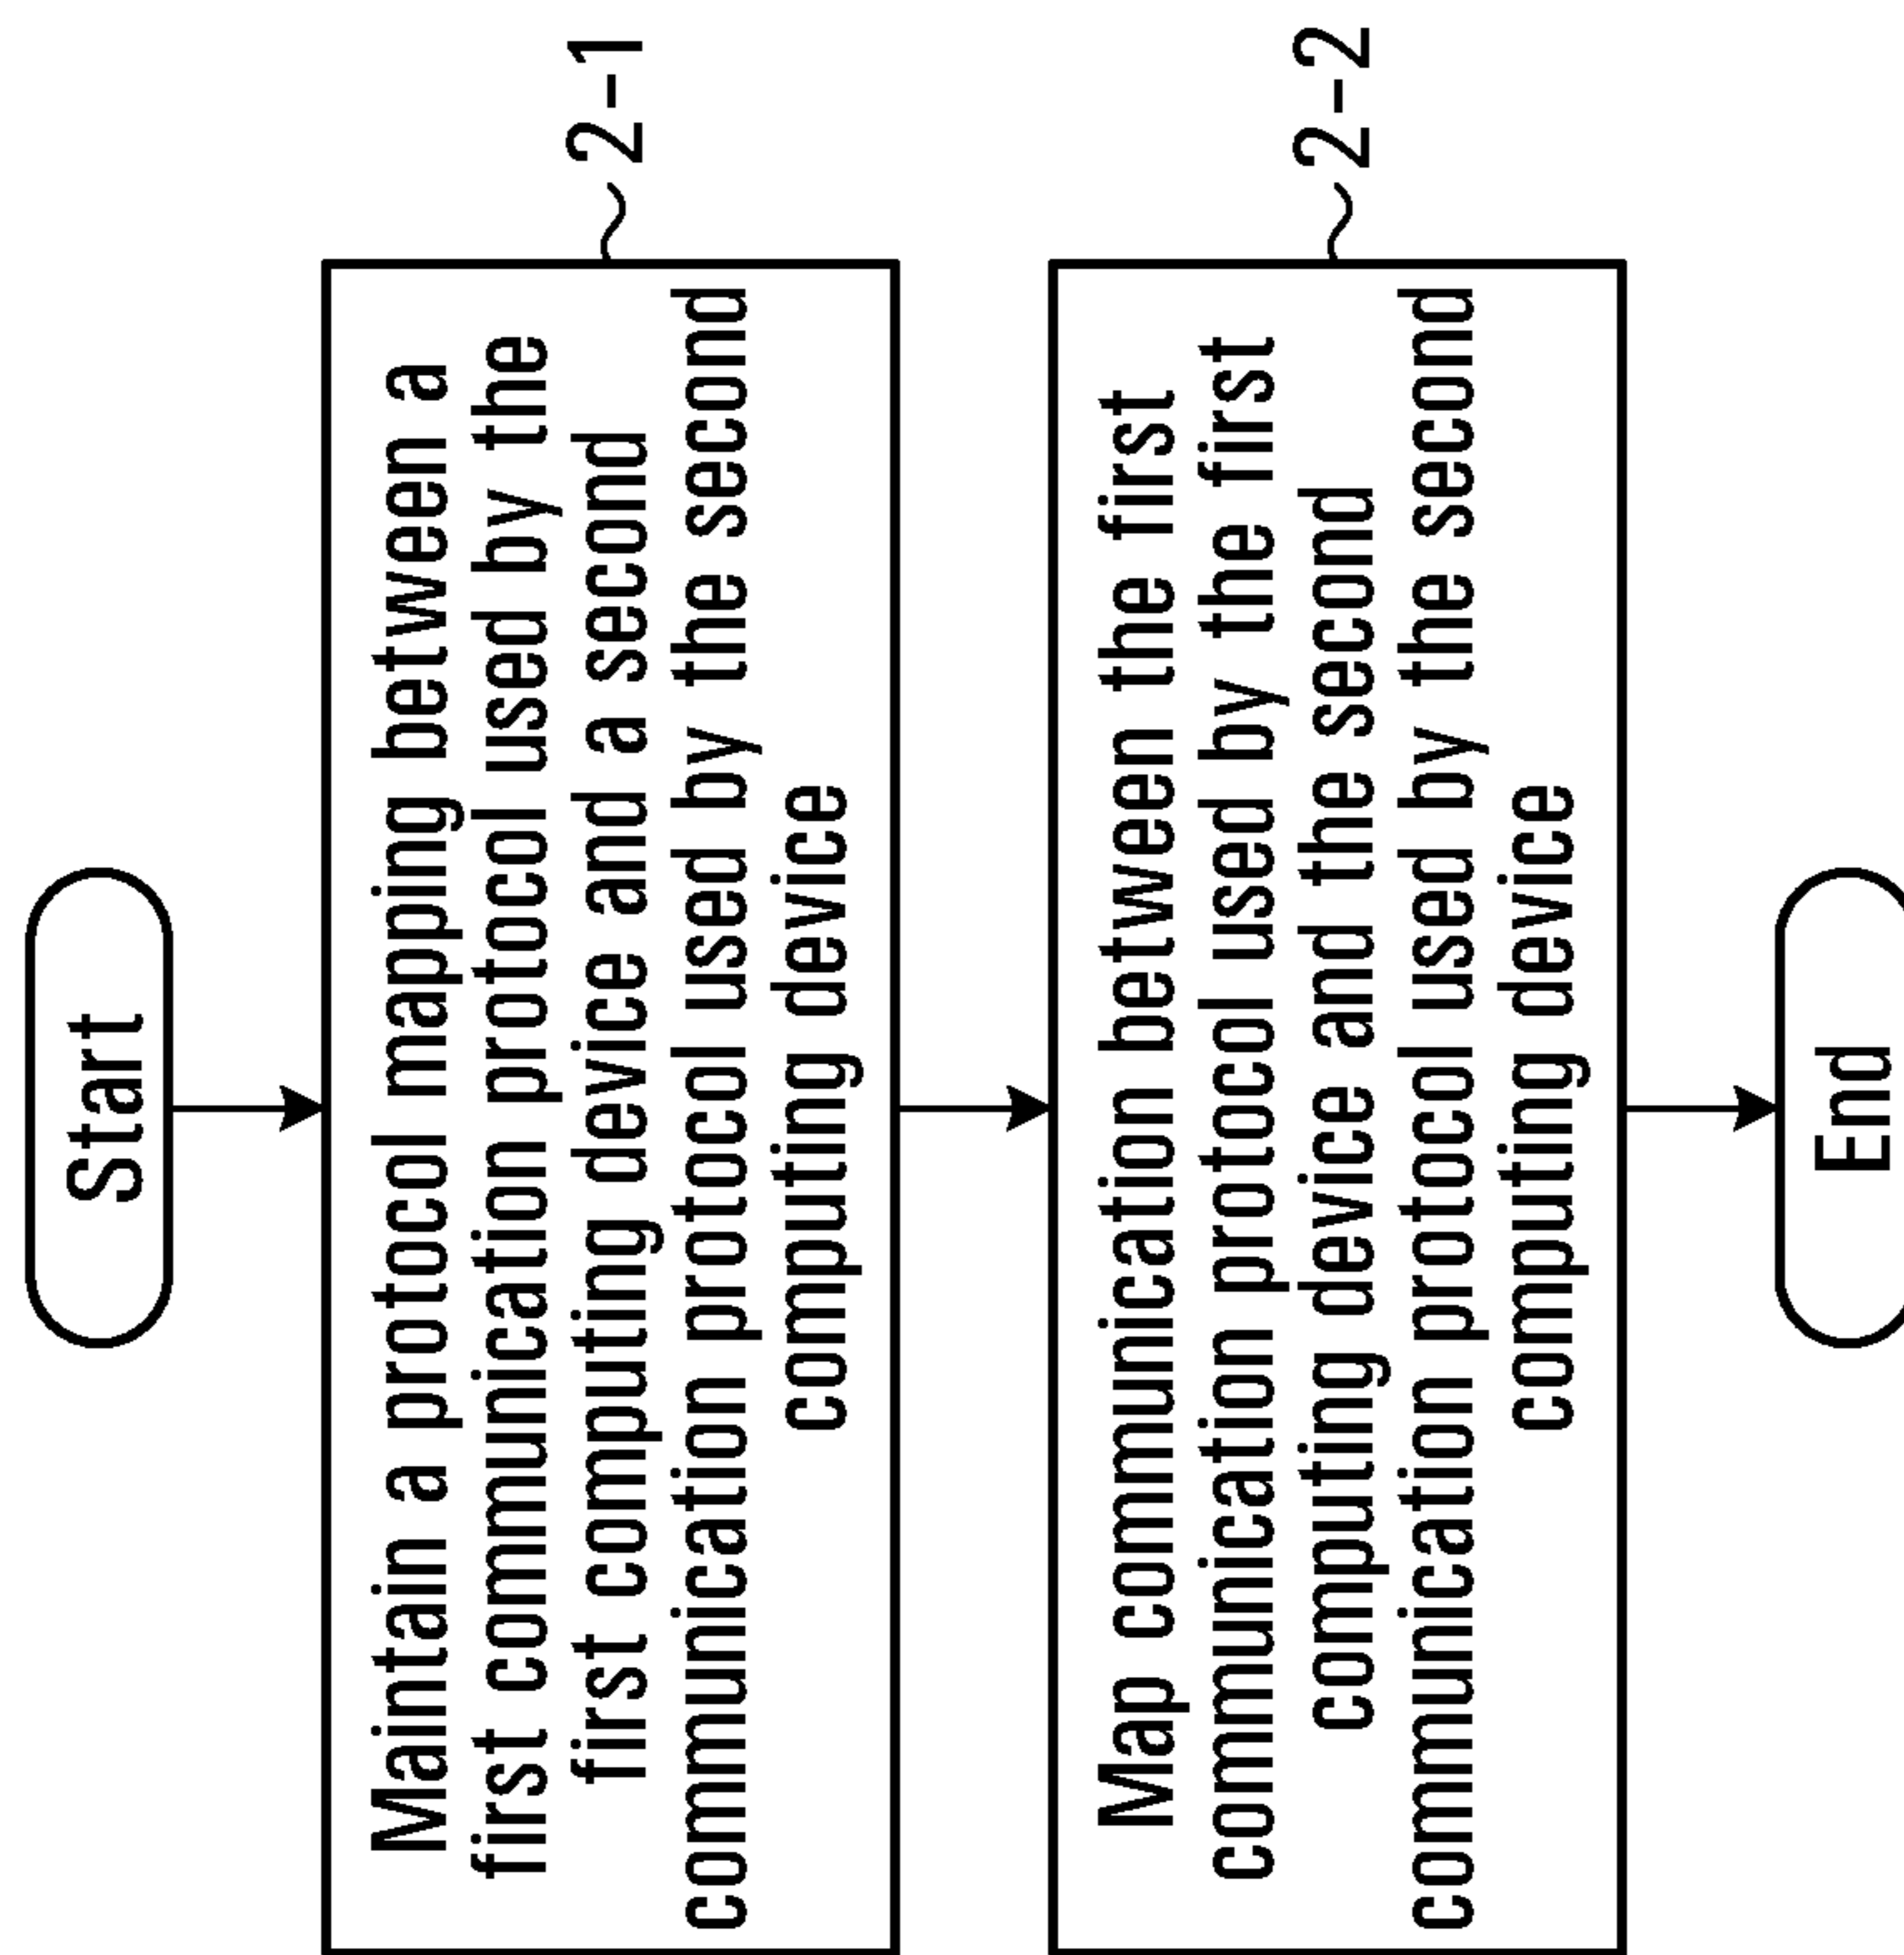 Start
Maintain a protocol mapping between a
first communication protocol used by the
first computing device and a second
communication protocol used by the second
computing device
2-1
Map communication between the first
communication protocol used by the first
computing device and the second
communication protocol used by the second
computing device
2-2
End